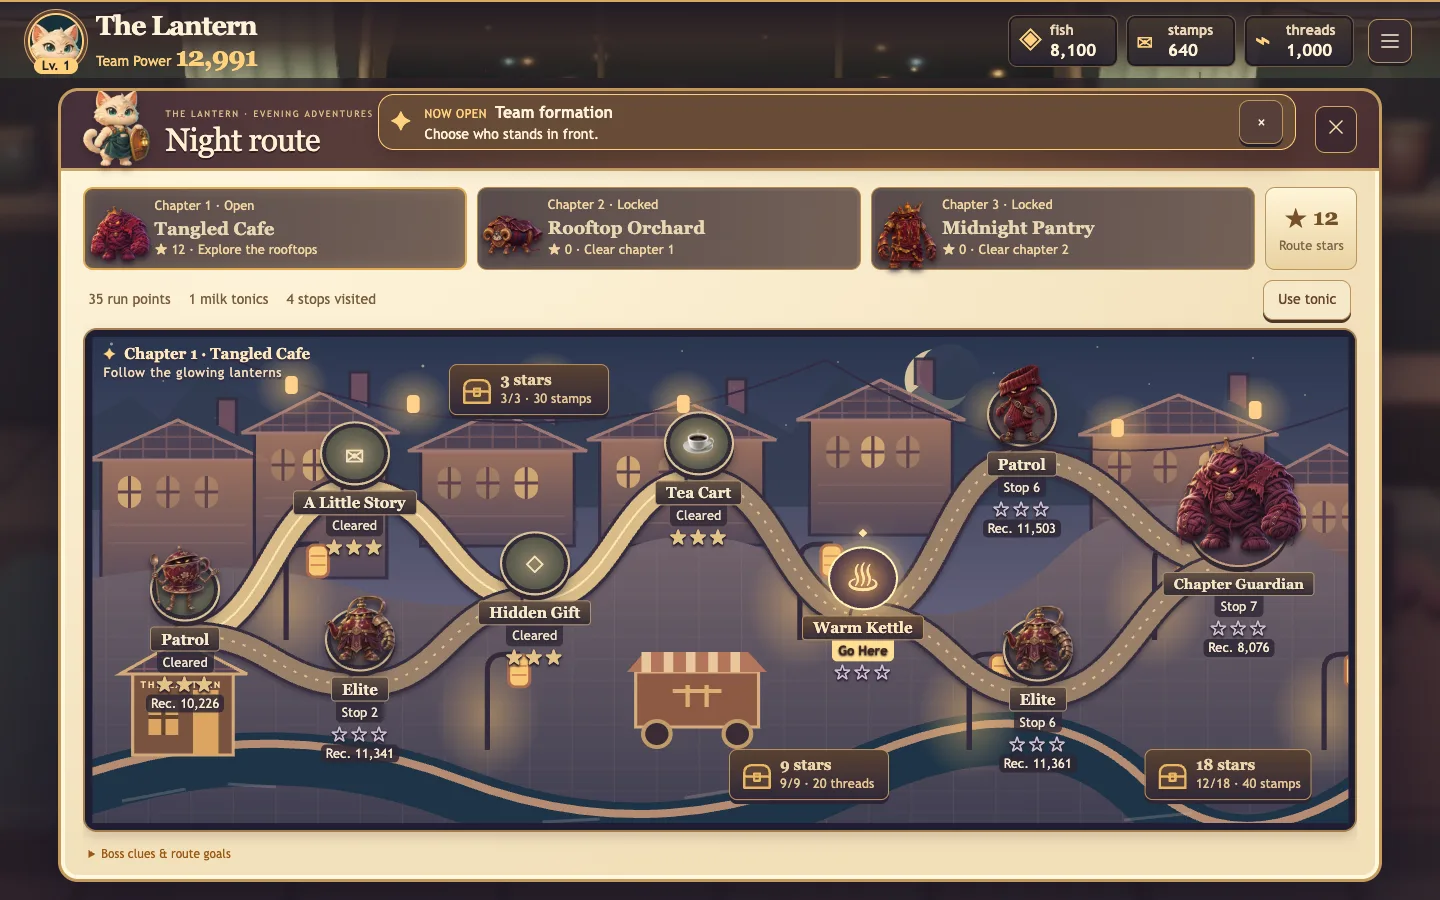 The Lantern
Team Power 12,991
Lv. 1
fish
8,100
stamps
640
threads
1,000
THE LANTERN · EVENING ADVENTURES
Night route
NOW OPEN Team formation
Choose who stands in front.
×
Chapter 1 · Open
Tangled Cafe
★ 12 · Explore the rooftops
Chapter 2 · Locked
Rooftop Orchard
★ 0 · Clear chapter 1
Chapter 3 · Locked
Midnight Pantry
★ 0 · Clear chapter 2
★ 12
Route stars
35 run points
1 milk tonics
4 stops visited
Use tonic
Chapter 1 · Tangled Cafe
Follow the glowing lanterns
3 stars
3/3 · 30 stamps
A Little Story
Cleared
Tea Cart
Cleared
Patrol
Stop 6
Rec. 11,503
Hidden Gift
Cleared
Chapter Guardian
Stop 7
Rec. 8,076
Patrol
Cleared
Rec. 10,226
Warm Kettle
Go Here
Elite
Stop 2
Rec. 11,341
Elite
Stop 6
Rec. 11,361
9 stars
9/9 · 20 threads
18 stars
12/18 · 40 stamps
▶ Boss clues & route goals